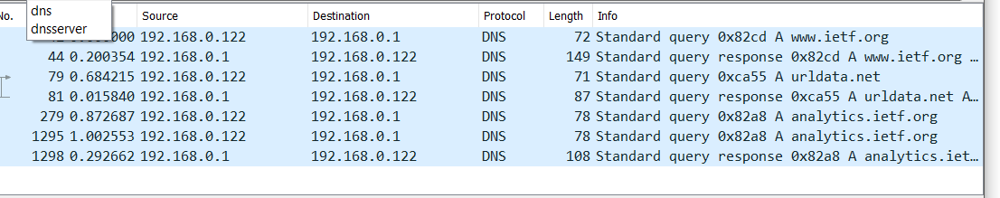 dns
dnsserver
No. Source Destination Protocol Length Info
000 192.168.0.122 192.168.0.1 DNS 72 Standard query 0x82cd A www.ietf.org
44 0.200354 192.168.0.1 192.168.0.122 DNS 149 Standard query response 0x82cd A www.ietf.org …
79 0.684215 192.168.0.122 192.168.0.1 DNS 71 Standard query 0xca55 A urldata.net
81 0.015840 192.168.0.1 192.168.0.122 DNS 87 Standard query response 0xca55 A urldata.net A…
279 0.872687 192.168.0.122 192.168.0.1 DNS 78 Standard query 0x82a8 A analytics.ietf.org
1295 1.002553 192.168.0.122 192.168.0.1 DNS 78 Standard query 0x82a8 A analytics.ietf.org
1298 0.292662 192.168.0.1 192.168.0.122 DNS 108 Standard query response 0x82a8 A analytics.iet…